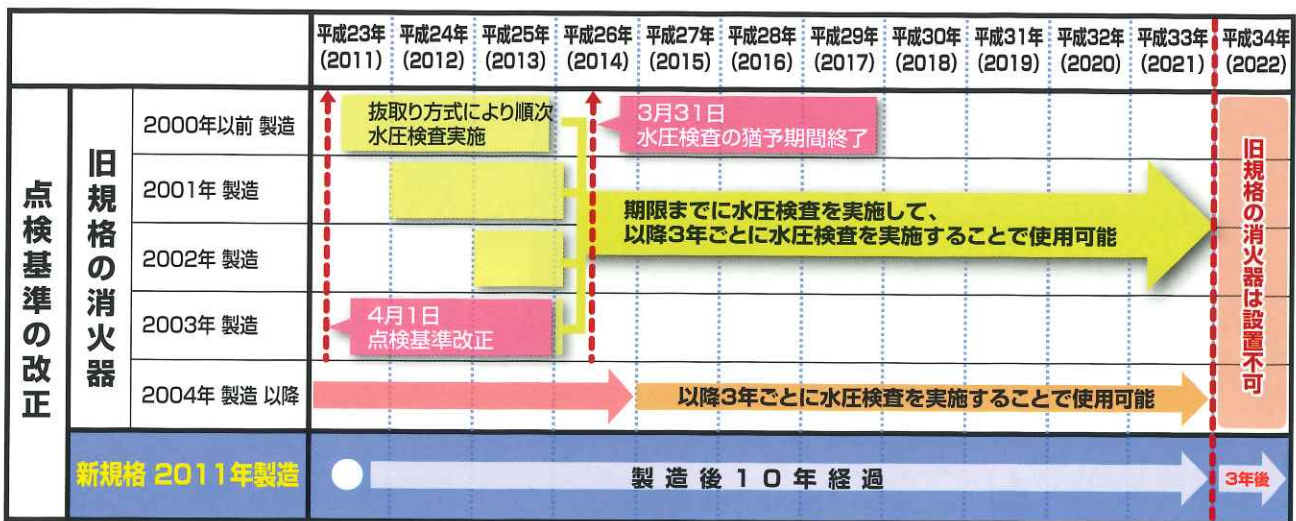 平成23年 平成24年 平成25年 平成26年 平成27年 平成28年 平成29年 平成30年 平成31年 平成32年 平成33年 平成34年
(2011) (2012) (2013) (2014) (2015) (2016) (2017) (2018) (2019) (2020) (2021) (2022)
点検基準の改正
旧規格の消火器
2000年以前 製造
抜取り方式により順次
水圧検査実施
3月31日
水圧検査の猶予期間終了
2001年 製造
期限までに水圧検査を実施して、
以降3年ごとに水圧検査を実施することで使用可能
2002年 製造
2003年 製造
4月1日
点検基準改正
2004年 製造 以降
以降3年ごとに水圧検査を実施することで使用可能
旧規格の消火器は設置不可
新規格 2011年製造
製造後10年経過
3年後